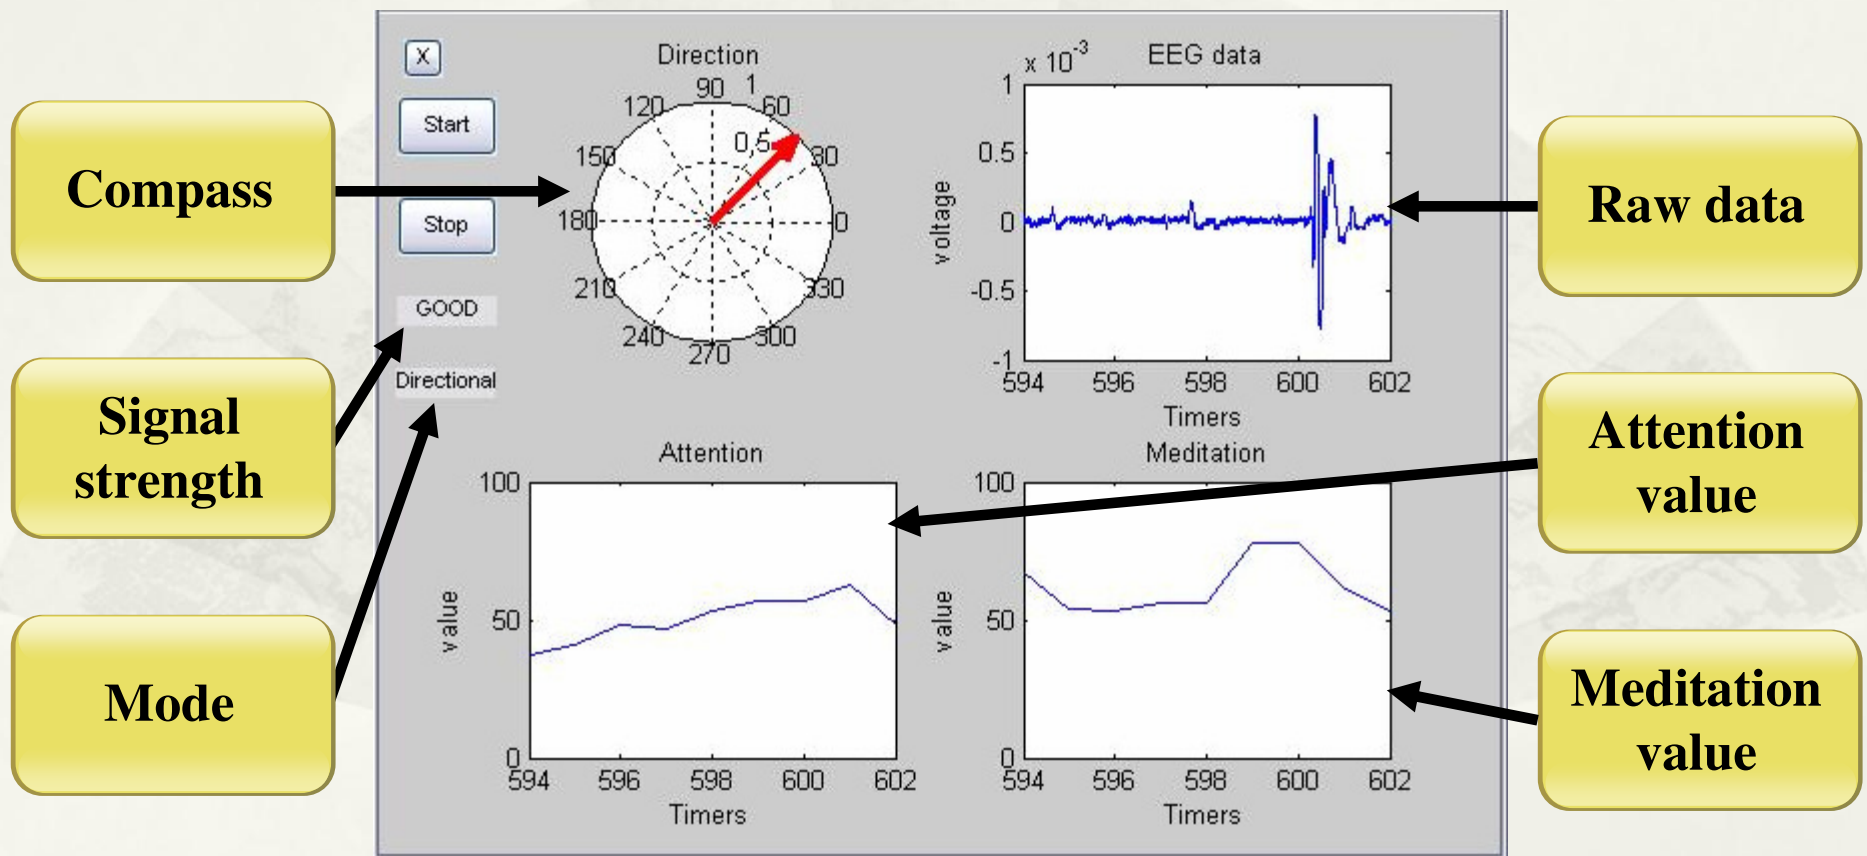 Compass
Signal
strength
Mode
X
Start
Stop
GOOD
Directional
Direction
90
1
120
60
0,5
150
30
180
0
210
330
240
300
270
EEG data
x 10-3
1
0.5
0
-0.5
-1
voltage
594 596 598 600 602
Timers
Attention
100
50
0
value
594 596 598 600 602
Timers
Meditation
100
50
0
value
594 596 598 600 602
Timers
Raw data
Attention
value
Meditation
value